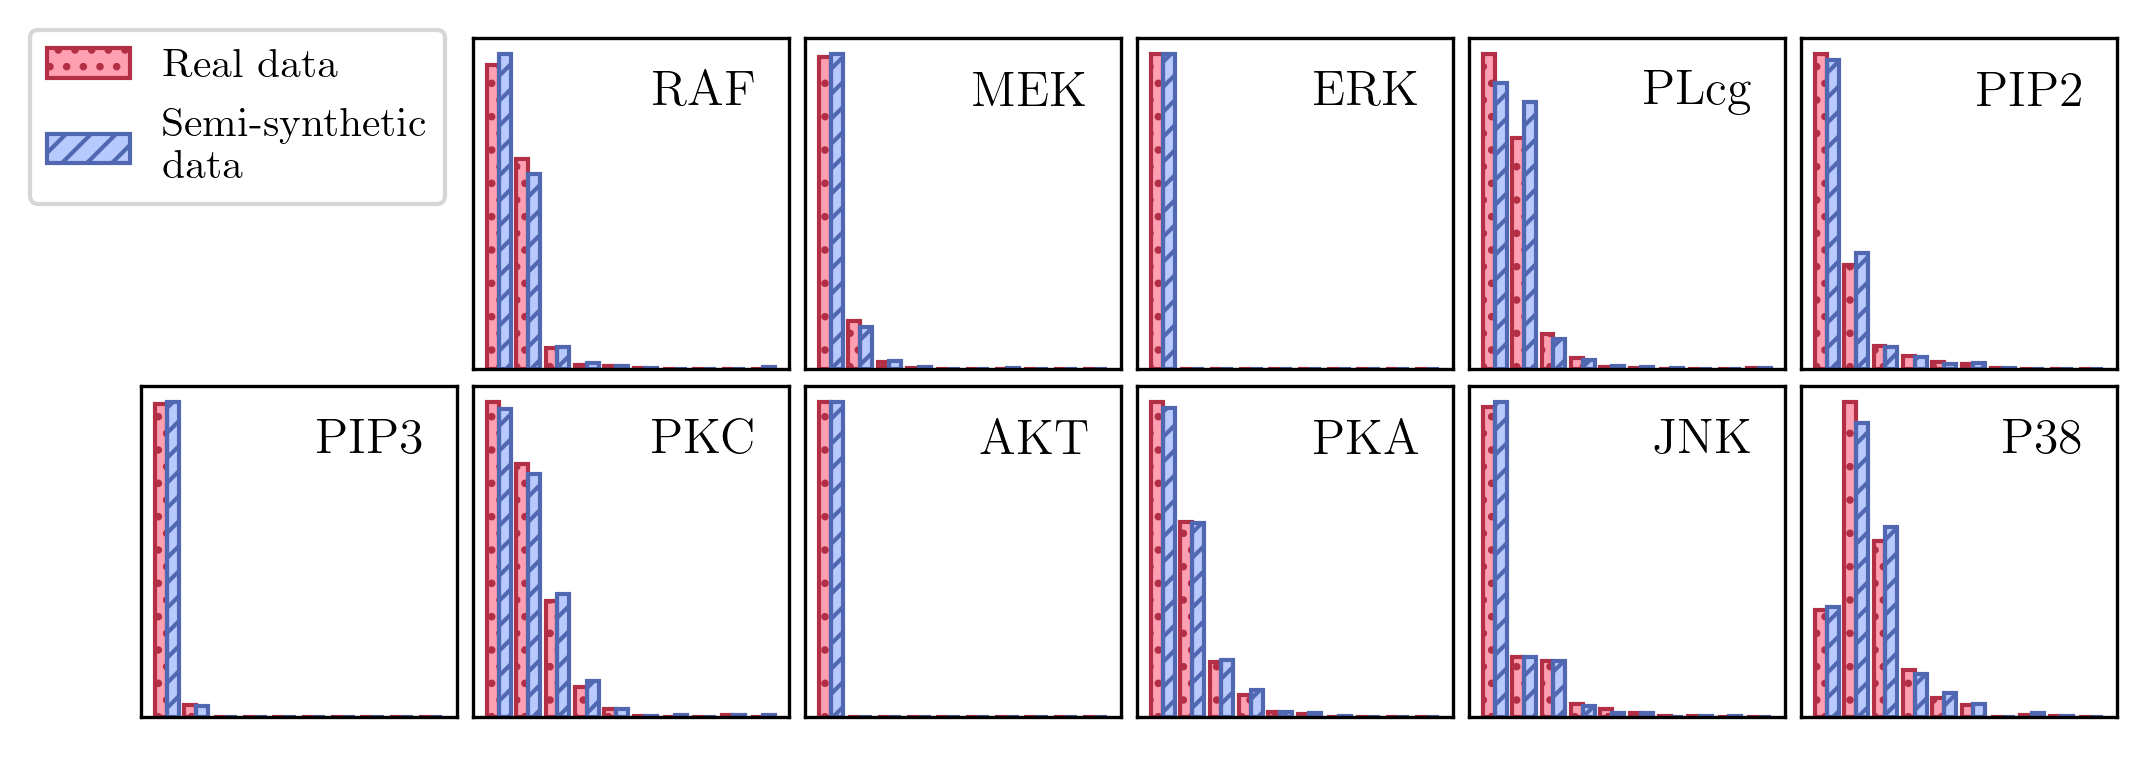 Real data
Semi-synthetic
data
RAF
MEK
ERK
PLcg
PIP2
PIP3
PKC
AKT
PKA
JNK
P38